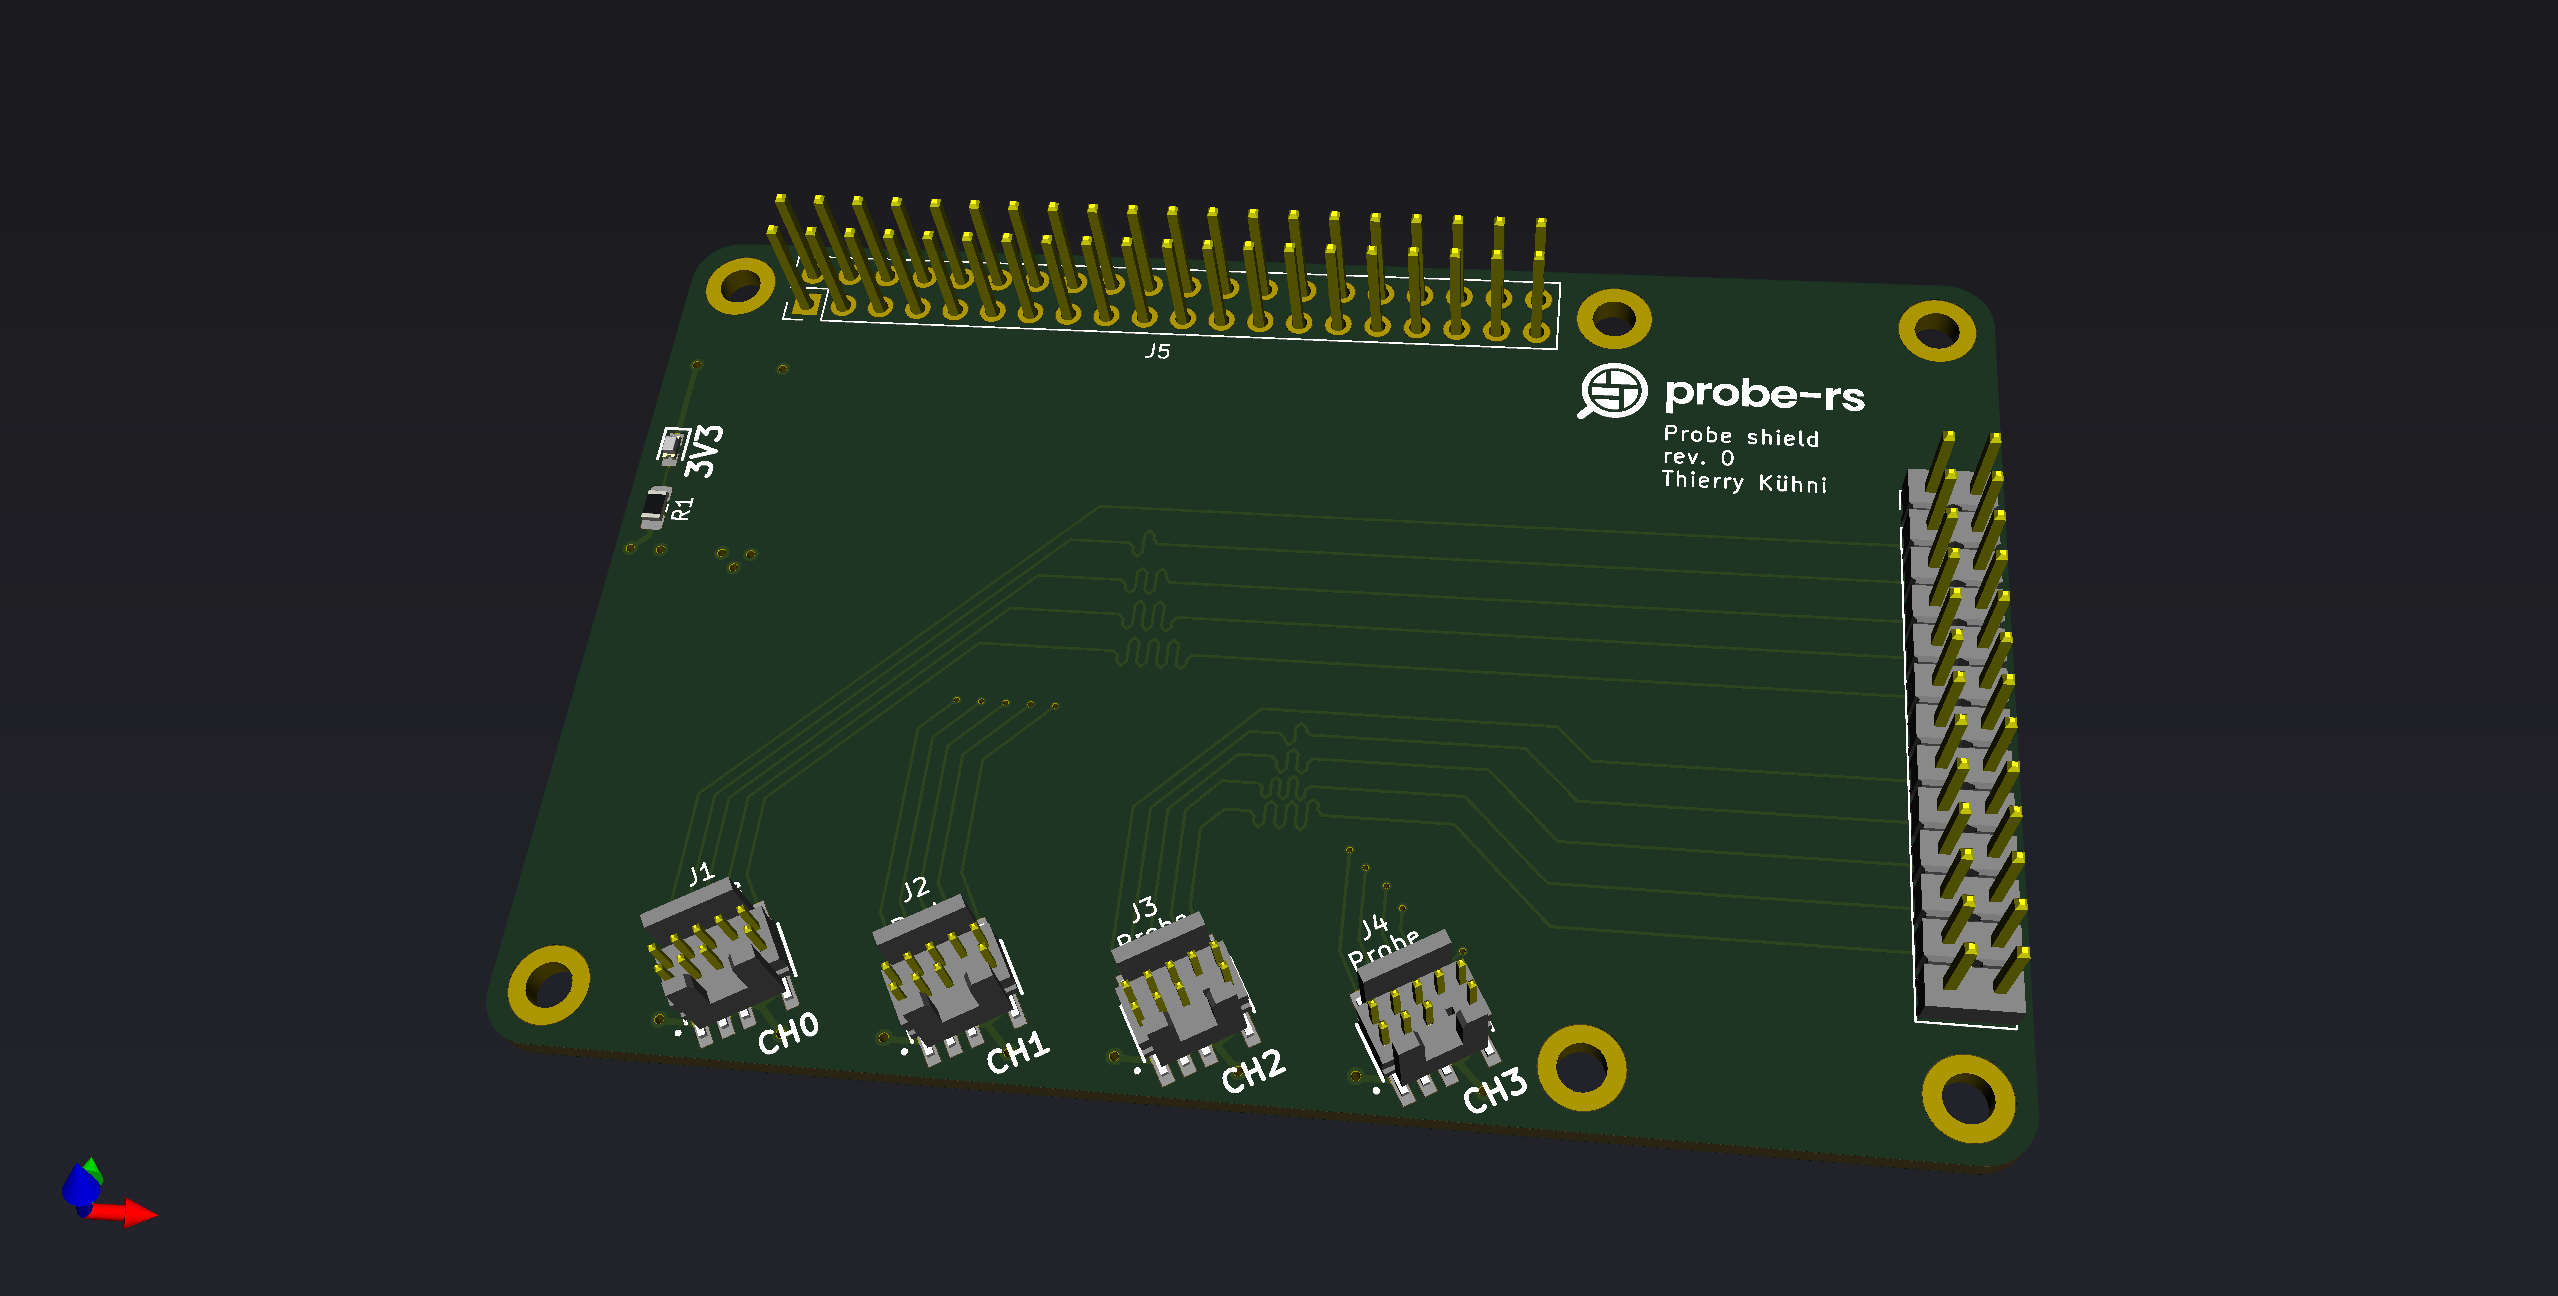 J5
probe-rs
Probe shield
rev. 0
Thierry Kühni
3V3
R1
J1
J2
J3
Probe
J4
Probe
CH0
CH1
CH2
CH3